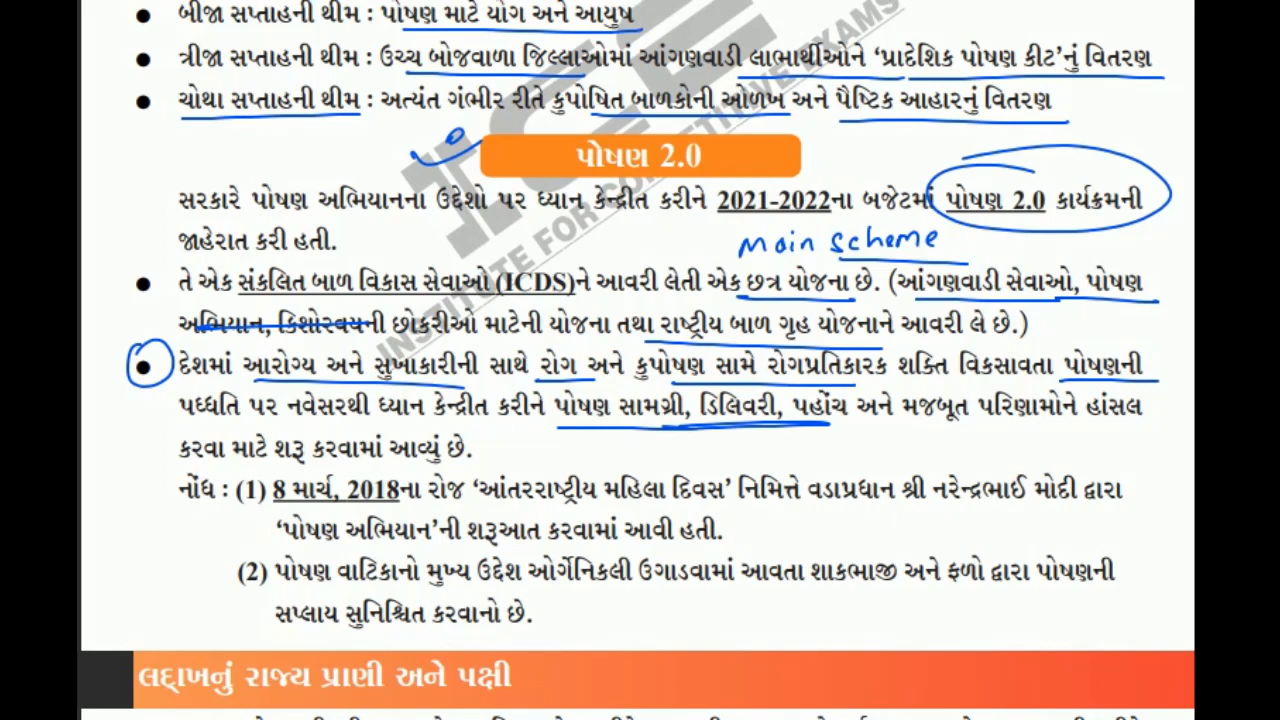 બીજા સપ્તાહની થીમ : પોષણ માટે યોગ અને આયુષ
ત્રીજા સપ્તાહની થીમ : ઉચ્ચ બોજવાળા જિલ્લાઓમાં આંગણવાડી લાભાર્થીઓને ‘પ્રાદેશિક પોષણ કીટ’નું વિતરણ
ચોથા સપ્તાહની થીમ : અત્યંત ગંભીર રીતે કુપોષિત બાળકોની ઓળખ અને પૈષ્ટિક આહારનું વિતરણ
પોષણ 2.0
સરકારે પોષણ અભિયાનના ઉદ્દેશો પર ધ્યાન કેન્દ્રીત કરીને 2021-2022ના બજેટમાં પોષણ 2.0 કાર્યક્રમની
જાહેરાત કરી હતી.
main scheme
તે એક સંકલિત બાળ વિકાસ સેવાઓ (ICDS)ને આવરી લેતી એક છત્ર યોજના છે. (આંગણવાડી સેવાઓ, પોષણ
અભિયાન, કિશોરવયની છોકરીઓ માટેની યોજના તથા રાષ્ટ્રીય બાળ ગૃહ યોજનાને આવરી લે છે.)
દેશમાં આરોગ્ય અને સુખાકારીની સાથે રોગ અને કુપોષણ સામે રોગપ્રતિકારક શક્તિ વિકસાવતા પોષણની
પધ્ધતિ પર નવેસરથી ધ્યાન કેન્દ્રીત કરીને પોષણ સામગ્રી, ડિલિવરી, પહોંચ અને મજબૂત પરિણામોને હાંસલ
કરવા માટે શરૂ કરવામાં આવ્યું છે.
નોંધ : (1) 8 માર્ચ, 2018ના રોજ ‘આંતરરાષ્ટ્રીય મહિલા દિવસ’ નિમિત્તે વડાપ્રધાન શ્રી નરેન્દ્રભાઈ મોદી દ્વારા
‘પોષણ અભિયાન’ની શરૂઆત કરવામાં આવી હતી.
(2) પોષણ વાટિકાનો મુખ્ય ઉદ્દેશ ઓર્ગેનિકલી ઉગાડવામાં આવતા શાકભાજી અને ફળો દ્વારા પોષણની
સપ્લાય સુનિશ્ચિત કરવાનો છે.
લદ્દાખનું રાજ્ય પ્રાણી અને પક્ષી
ICE
INSTITUTE FOR COMPETITIVE EXAMS